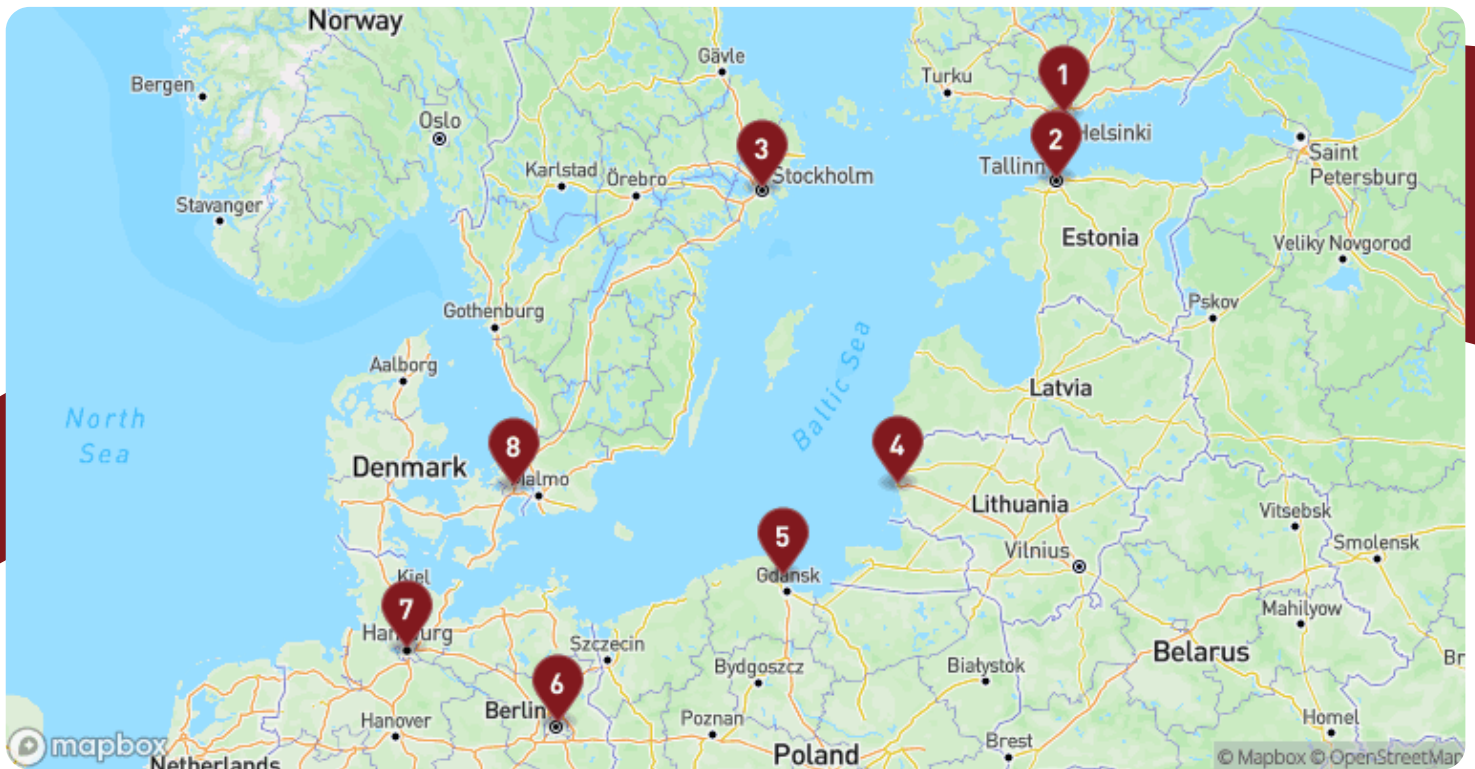 Norway
Gävle
Bergen
Turku
1
Oslo
Helsinki
2
3
Saint
Petersburg
Tallinn
Karlstad
Örebro
Stockholm
Stavanger
Estonia
Veliky Novgorod
Pskov
Gothenburg
Aalborg
Baltic Sea
Latvia
North
Sea
8
4
Denmark
Malmo
Lithuania
Vitsebsk
5
Vilnius
Smolensk
Kiel
Gdansk
7
Mahilyow
Hamburg
Szczecin
Belarus
Br
6
Bydgoszcz
Białystok
Berlin
Hanover
Poznan
Homel
mapbox
Poland
Brest
© Mapbox © OpenStreetMap
Netherlands